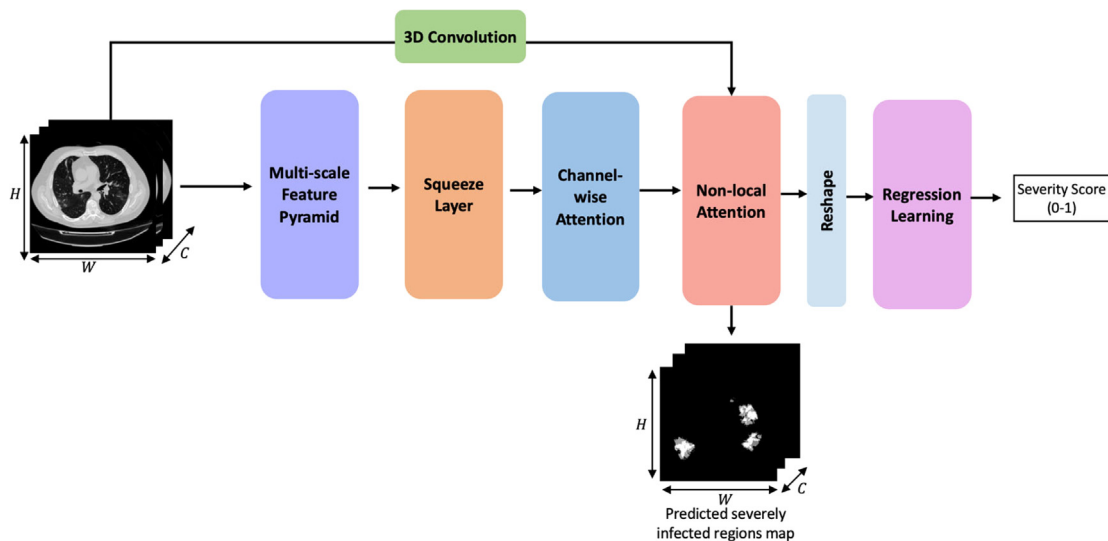 3D Convolution
H
W
C
Multi-scale
Feature
Pyramid
Squeeze
Layer
Channel-
wise
Attention
Non-local
Attention
Reshape
Regression
Learning
Severity Score
(0-1)
H
W
C
Predicted severely
infected regions map